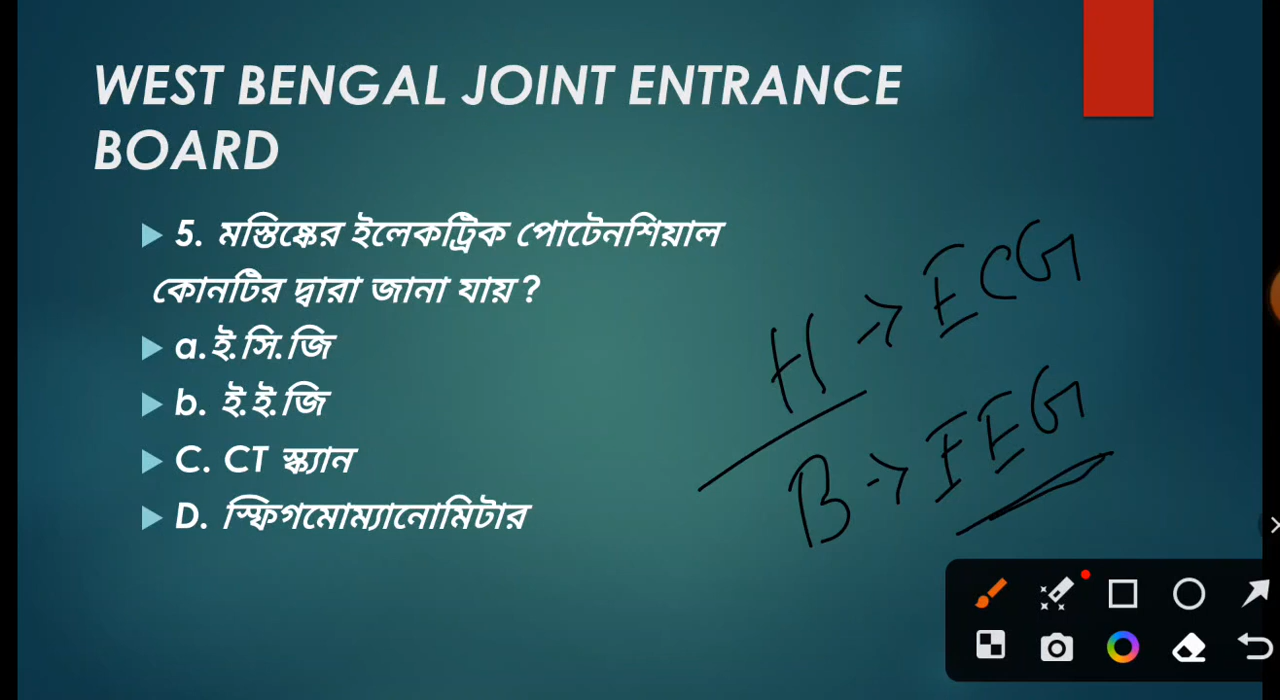 WEST BENGAL JOINT ENTRANCE
BOARD
5. মস্তিষ্কের ইলেকট্রিক পোটেনশিয়াল
কোনটির দ্বারা জানা যায় ?
a.ই.সি.জি
b. ই.ই.জি
C. CT স্ক্যান
D. স্ফিগমোম্যানোমিটার
H → ECG
B → EEG